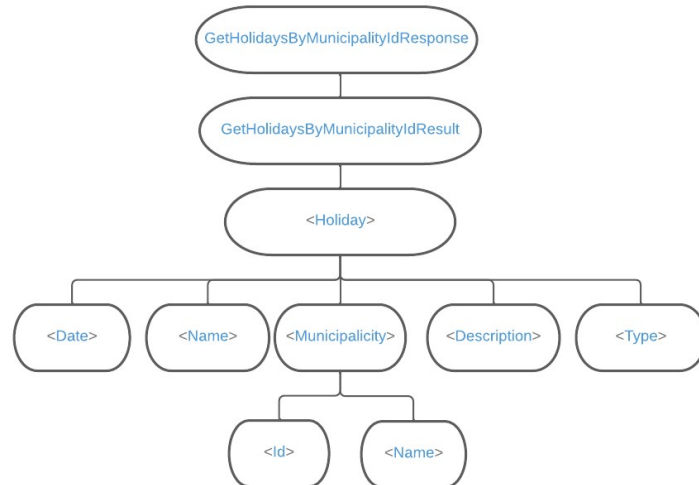 GetHolidaysByMunicipalityIdResponse
GetHolidaysByMunicipalityIdResult
<Holiday>
<Date>
<Name>
<Municipalicity>
<Description>
<Type>
<Id>
<Name>